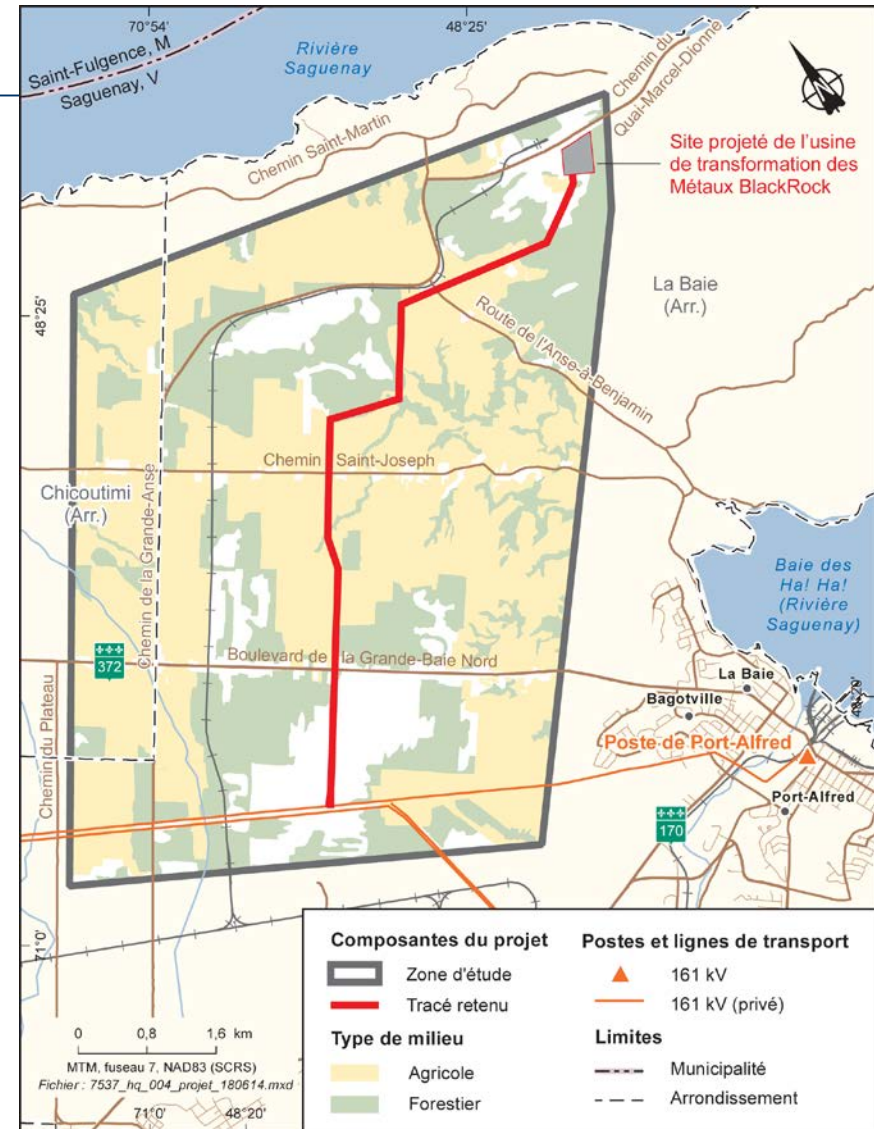 70°54'
48°25'
Saint-Fulgence, M
Saguenay, V
Rivière
Saguenay
Chemin du
Quai-Marcel-Dionne
Chemin Saint-Martin
Site projeté de l'usine
de transformation des
Métaux BlackRock
La Baie
(Arr.)
48°25'
Route de l'Anse-à-Benjamin
Chemin Saint-Joseph
Chicoutimi
(Arr.)
Chemin de la Grande-Anse
Baie des
Ha! Ha!
(Rivière
Saguenay)
372
Boulevard de la Grande-Baie Nord
La Baie
Bagotville
48°20'
Chemin du Plateau
Poste de Port-Alfred
Port-Alfred
170
71°0'
Composantes du projet
Zone d'étude
Tracé retenu
Type de milieu
Agricole
Forestier
Postes et lignes de transport
161 kV
161 kV (privé)
Limites
Municipalité
Arrondissement
0 0,8 1,6 km
MTM, fuseau 7, NAD83 (SCRS)
Fichier : 7537_hq_004_projet_180614.mxd
71°0'
48°20'